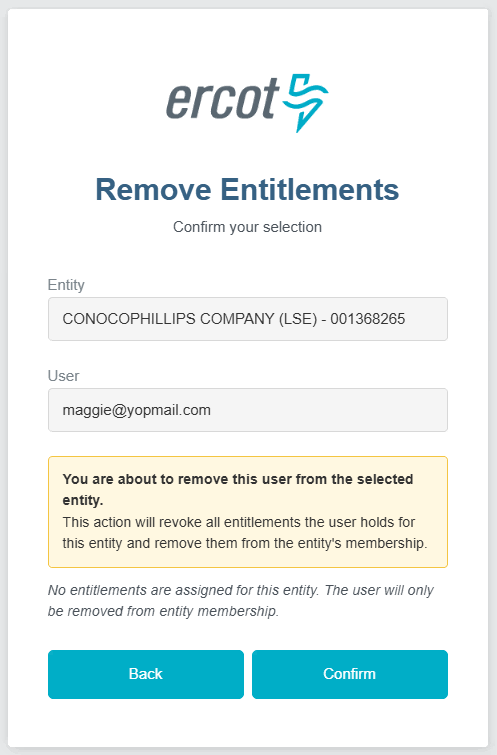 ercot
Remove Entitlements
Confirm your selection
Entity
CONOCOPHILLIPS COMPANY (LSE) - 001368265
User
maggie@yopmail.com
You are about to remove this user from the selected
entity.
This action will revoke all entitlements the user holds for
this entity and remove them from the entity's membership.
No entitlements are assigned for this entity. The user will only
be removed from entity membership.
Back
Confirm